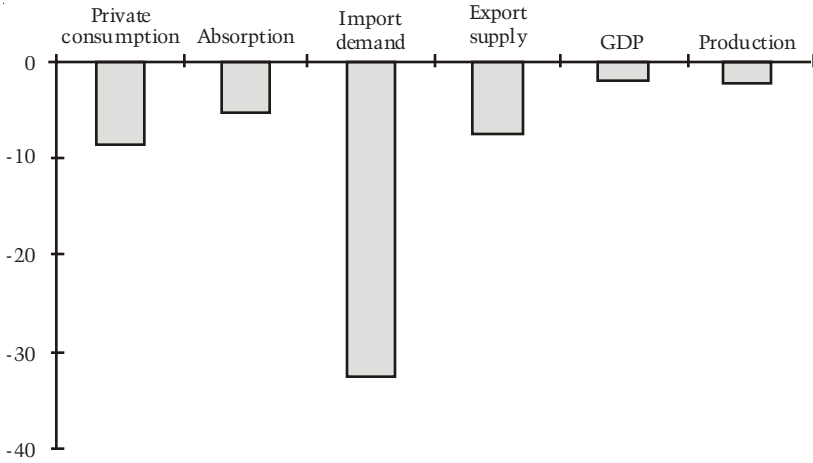 Private
consumption
Absorption
Import
demand
Export
supply
GDP
Production
0
-10
-20
-30
-40